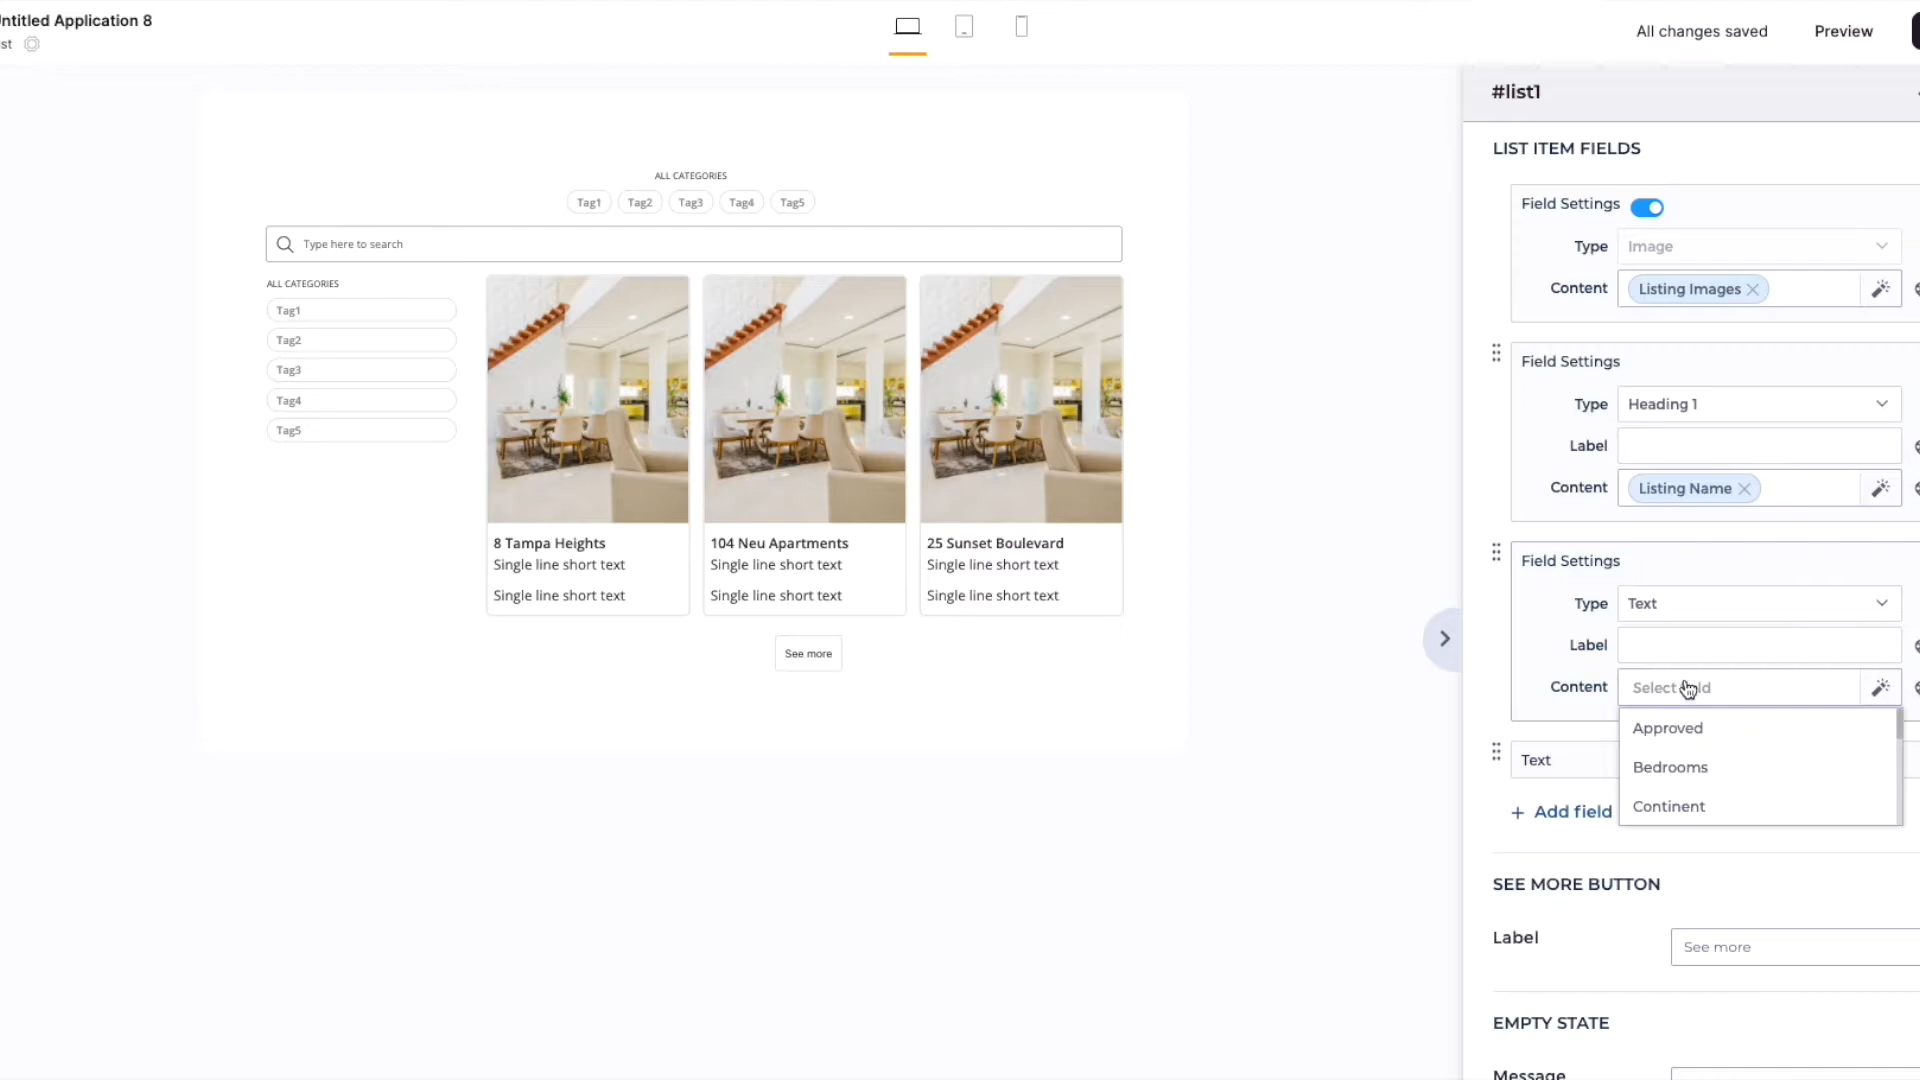 Untitled Application 8
st
All changes saved
Preview
ALL CATEGORIES
Tag1
Tag2
Tag3
Tag4
Tag5
Type here to search
ALL CATEGORIES
Tag1
Tag2
Tag3
Tag4
Tag5
8 Tampa Heights
Single line short text
Single line short text
104 Neu Apartments
Single line short text
Single line short text
25 Sunset Boulevard
Single line short text
Single line short text
See more
#list1
LIST ITEM FIELDS
Field Settings
Type Image
Content Listing Images
Field Settings
Type Heading 1
Label
Content Listing Name
Field Settings
Type Text
Label
Content Select field
Approved
Bedrooms
Continent
Text
+ Add field
SEE MORE BUTTON
Label See more
EMPTY STATE
Message